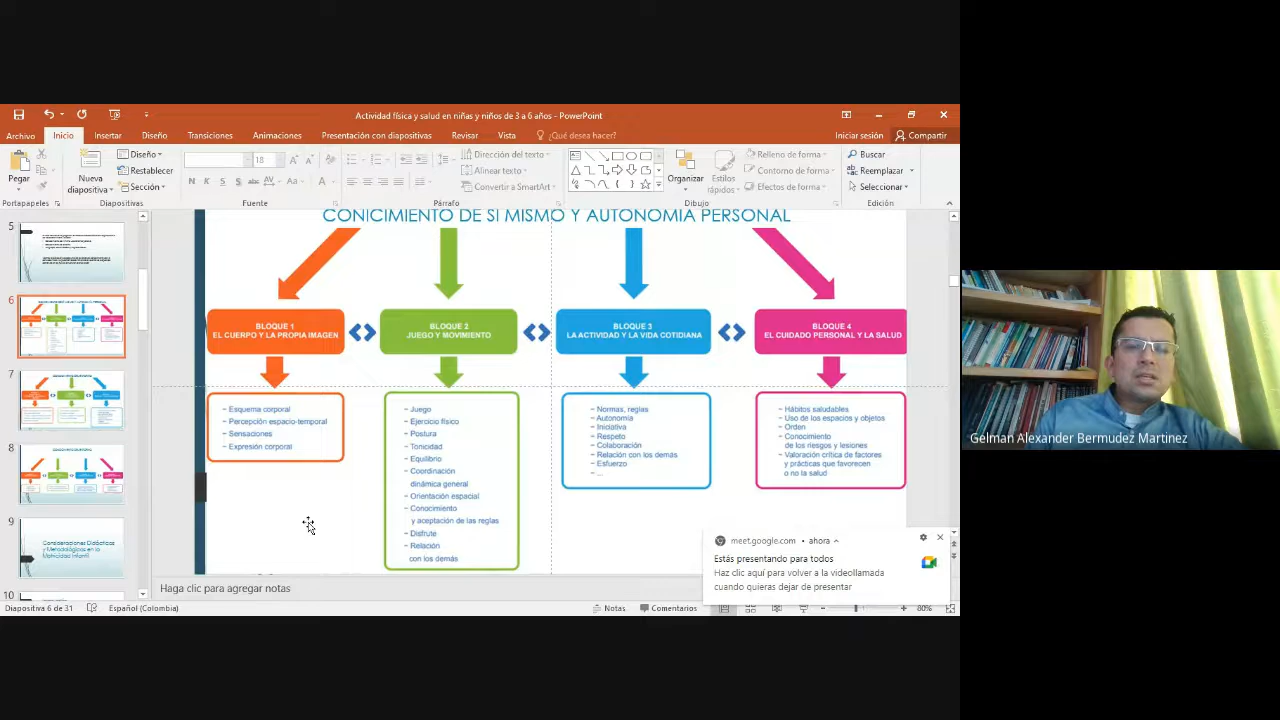 Actividad física y salud en niñas y niños de 3 a 6 años - PowerPoint
Archivo Inicio Insertar Diseño Transiciones Animaciones Presentación con diapositivas Revisar Vista ¿Qué desea hacer? Iniciar sesión Compartir
Pegar
Nueva diapositiva
Diseño
Restablecer
Sección
18
N K S S abc AV Aa A
Dirección del texto
Alinear texto
Convertir a SmartArt
Organizar
Estilos rápidos
Relleno de forma
Contorno de forma
Efectos de forma
Buscar
Reemplazar
Seleccionar
Portapapeles Diapositivas Fuente Párrafo Dibujo Edición
5
6
7
8
9
Consideraciones Didácticas
y Metodológicas en la
Motricidad Infantil
10
CONICIMIENTO DE SI MISMO Y AUTONOMIA PERSONAL
BLOQUE 1
EL CUERPO Y LA PROPIA IMAGEN
BLOQUE 2
JUEGO Y MOVIMIENTO
BLOQUE 3
LA ACTIVIDAD Y LA VIDA COTIDIANA
BLOQUE 4
EL CUIDADO PERSONAL Y LA SALUD
– Esquema corporal
– Percepción espacio-temporal
– Sensaciones
– Expresión corporal
– Juego
– Ejercicio físico
– Postura
– Tonicidad
– Equilibrio
– Coordinación
dinámica general
– Orientación espacial
– Conocimiento
y aceptación de las reglas
– Disfrute
– Relación
con los demás
– Normas, reglas
– Autonomía
– Iniciativa
– Respeto
– Colaboración
– Relación con los demás
– Esfuerzo
– ...
– Hábitos saludables
– Uso de los espacios y objetos
– Orden
– Conocimiento
de los riesgos y lesiones
– Valoración crítica de factores
y prácticas que favorecen
o no la salud
meet.google.com • ahora
Estás presentando para todos
Haz clic aquí para volver a la videollamada
cuando quieras dejar de presentar
Haga clic para agregar notas
Diapositiva 6 de 31 Español (Colombia) Notas Comentarios 80%
Gelman Alexander Bermudez Martinez